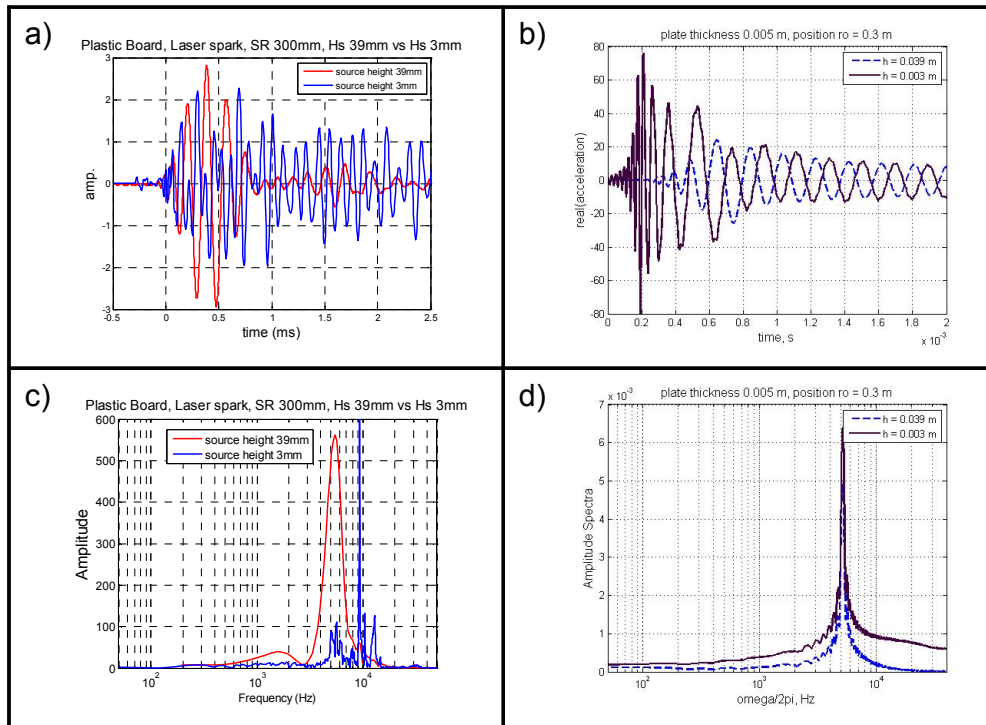 a)
Plastic Board, Laser spark, SR 300mm, Hs 39mm vs Hs 3mm
source height 39mm
source height 3mm
amp.
3
2
1
0
-1
-2
-3
-0.5
0
0.5
1
1.5
2
2.5
time (ms)
b)
plate thickness 0.005 m, position ro = 0.3 m
h = 0.039 m
h = 0.003 m
real(acceleration)
80
60
40
20
0
-20
-40
-60
-80
0
0.2
0.4
0.6
0.8
1
1.2
1.4
1.6
1.8
2
time, s
x 10⁻³
c)
Plastic Board, Laser spark, SR 300mm, Hs 39mm vs Hs 3mm
source height 39mm
source height 3mm
Amplitude
600
500
400
300
200
100
0
10²
10³
10⁴
Frequency (Hz)
d)
x 10⁻³
plate thickness 0.005 m, position ro = 0.3 m
h = 0.039 m
h = 0.003 m
Amplitude Spectra
7
6
5
4
3
2
1
0
10²
10³
10⁴
omega/2pi, Hz